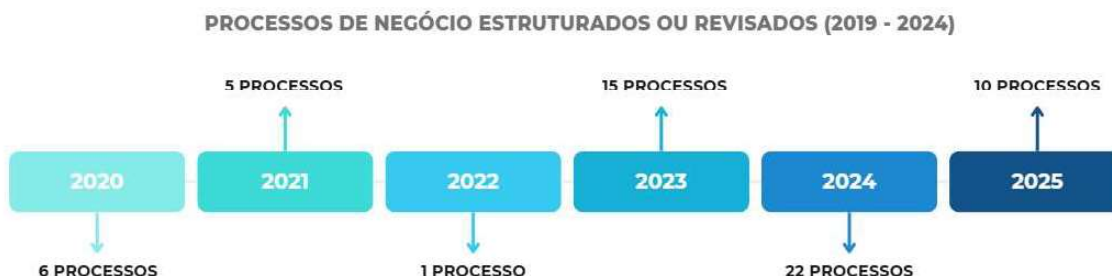 PROCESSOS DE NEGÓCIO ESTRUTURADOS OU REVISADOS (2019 - 2024)
5 PROCESSOS
15 PROCESSOS
10 PROCESSOS
2020
2021
2022
2023
2024
2025
6 PROCESSOS
1 PROCESSO
22 PROCESSOS